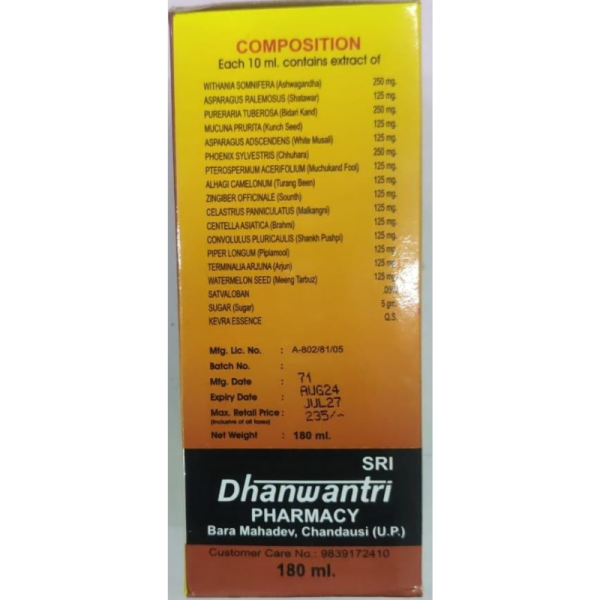 COMPOSITION
Each 10 ml. contains extract of
WITHANIA SOMNIFERA (Ashwagandha) 250 mg.
ASPARAGUS RALEMOSUS (Shatawar) 125 mg.
PURERARIA TUBEROSA (Bidari Kand) 250 mg.
MUCUNA PRURITA (Kunch Seed) 125 mg.
ASPARAGUS ADSCENDENS (White Musali) 125 mg.
PHOENIX SYLVESTRIS (Chhuhara) 250 mg.
PTEROSPERMUM ACERIFOLIUM (Muchukand Fool) 125 mg.
ALHAGI CAMELONUM (Turang Been) 125 mg.
ZINGIBER OFFICINALE (Sounth) 125 mg.
CELASTRUS PANNICULATUS (Malkangni) 125 mg.
CENTELLA ASIATICA (Brahmi) 125 mg.
CONVOLULUS PLURICAULIS (Shankh Pushpi) 125 mg.
PIPER LONGUM (Piplamool) 125 mg.
TERMINALIA ARJUNA (Arjun) 125 mg.
WATERMELON SEED (Meeng Tarbuz) 125 mg.
SATVALOBAN
SUGAR (Sugar) 5 gm.
KEVRA ESSENCE Q.S.
Mfg. Lic. No. : A-802/81/05
Batch No. :
Mfg. Date : 71
Expiry Date : AUG24
JUL27
Max. Retail Price : 235/-
(Inclusive of all taxes)
Net Weight : 180 ml.
SRI
Dhanwantri
PHARMACY
Bara Mahadev, Chandausi (U.P.)
Customer Care No.: 9839172410
180 ml.